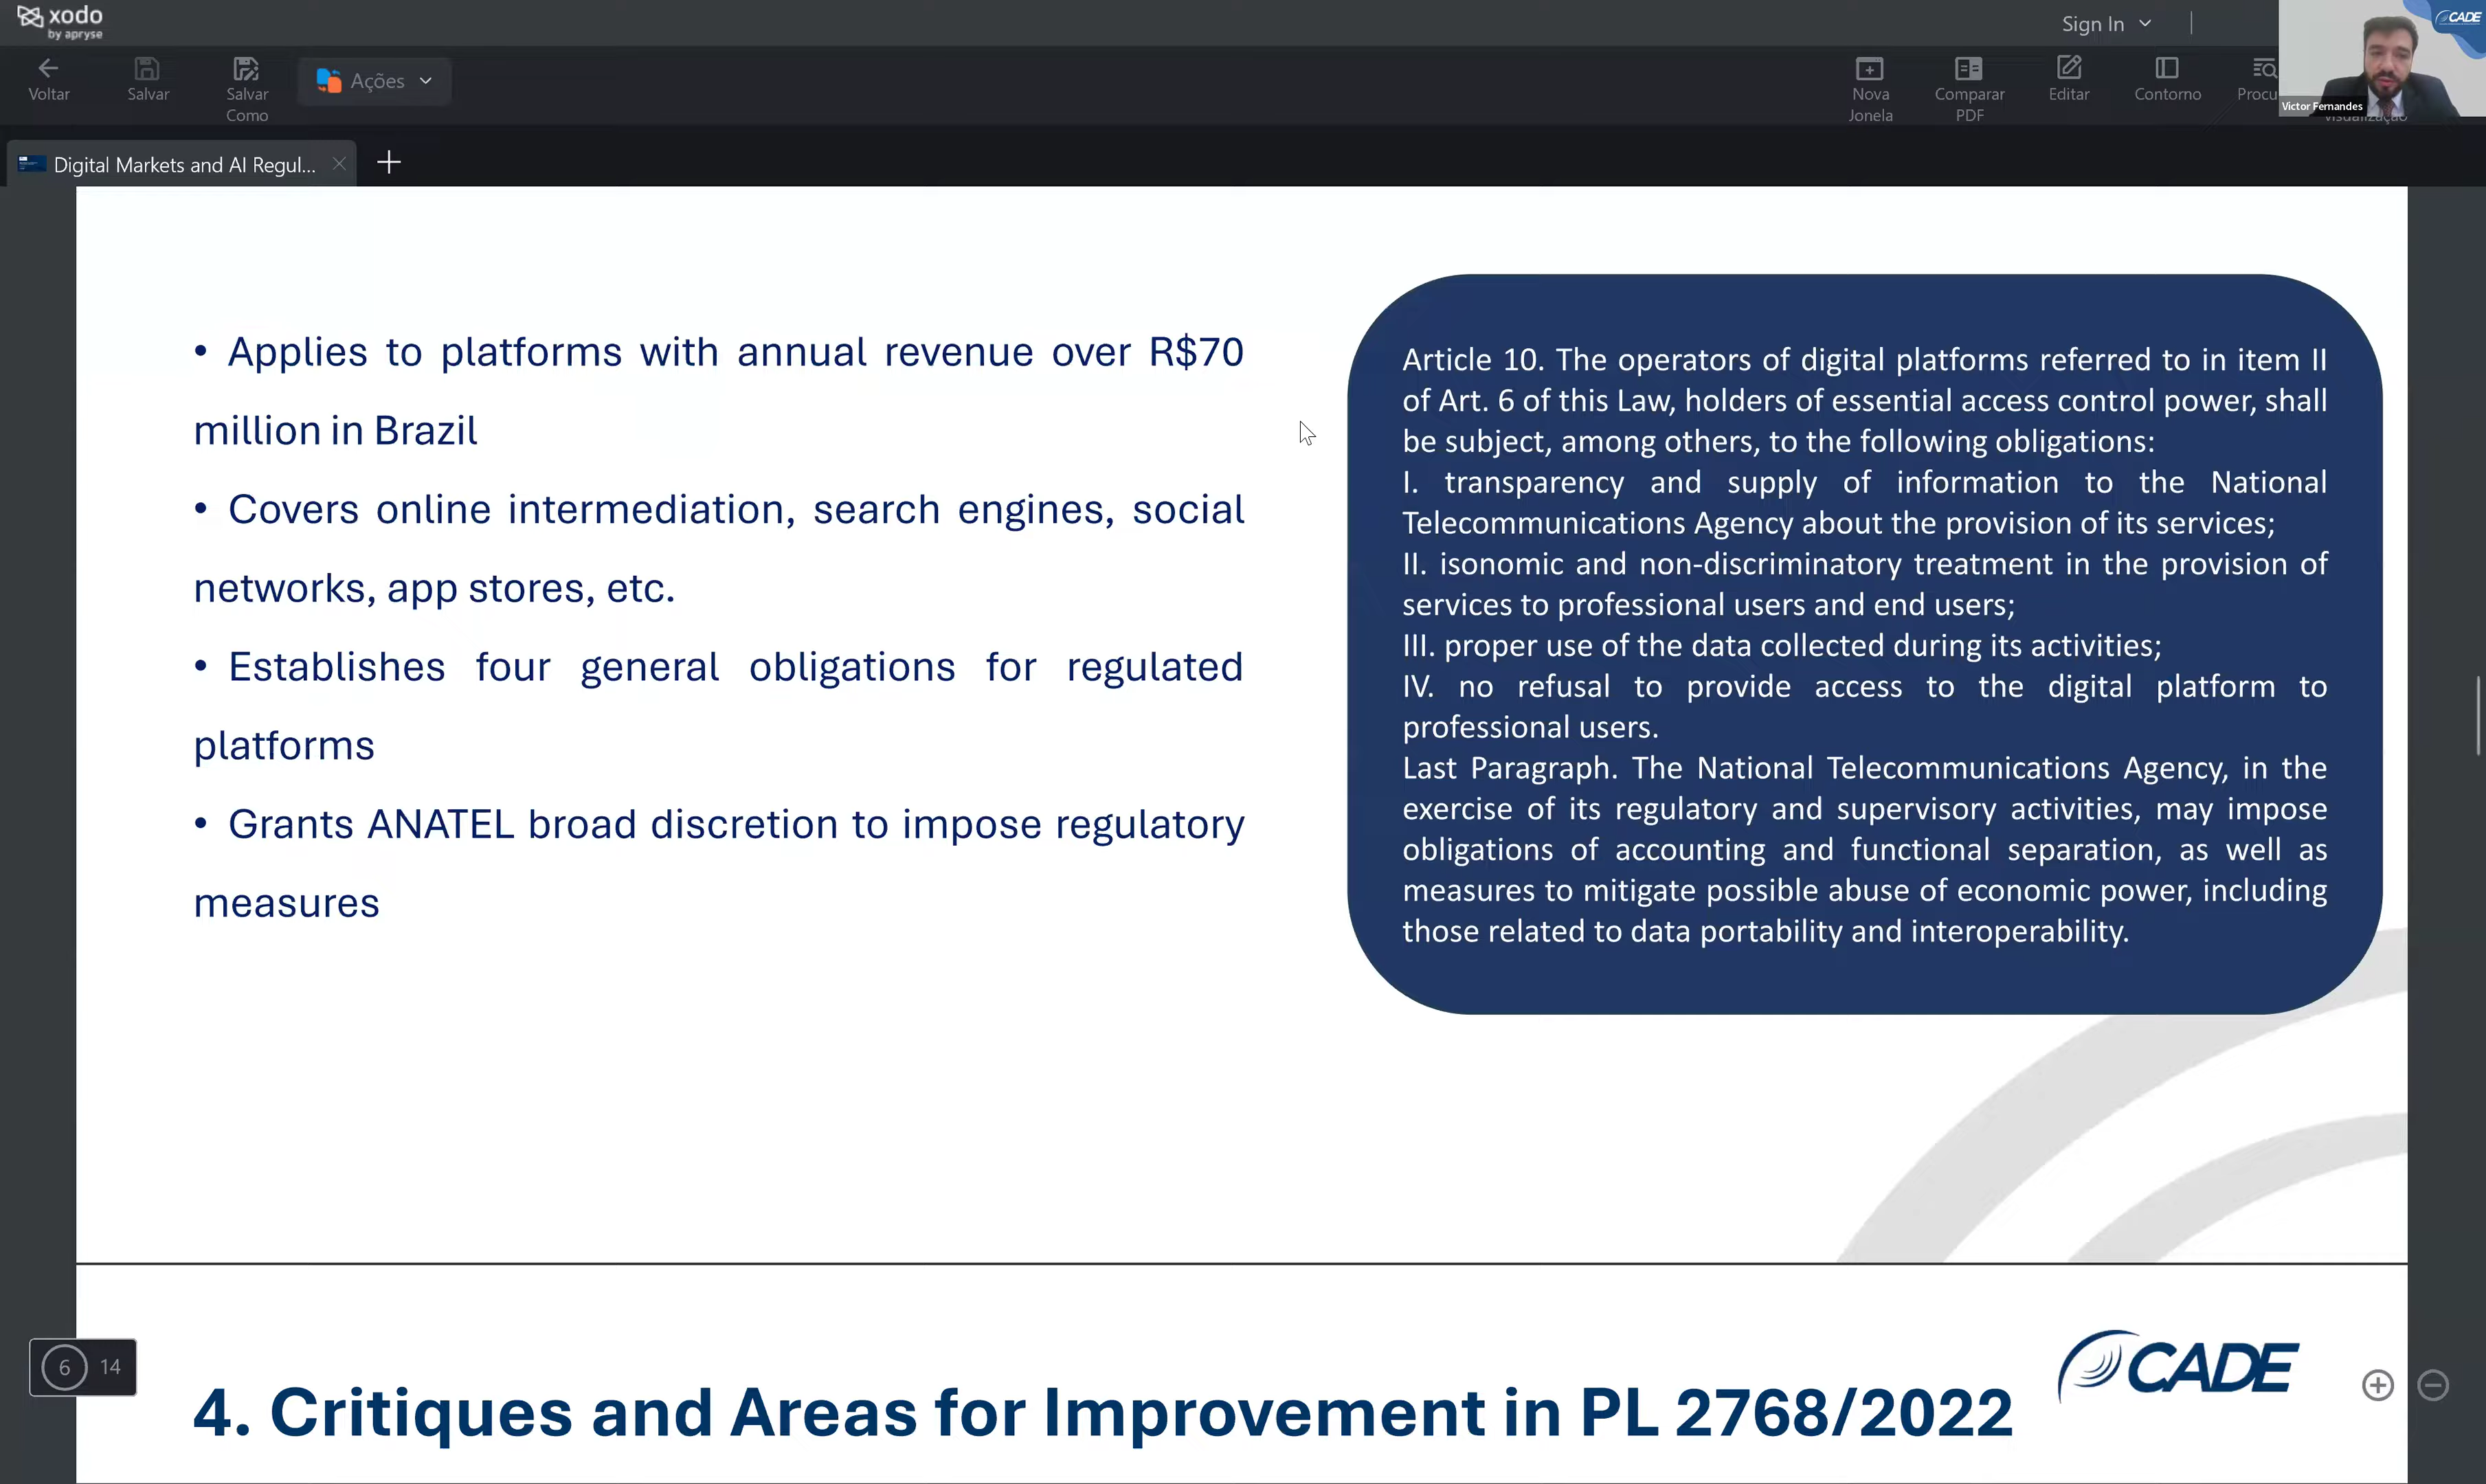 xodo
by apryse
Sign In
CADE
Voltar
Salvar
Salvar
Como
Ações
Nova
Jonela
Comparar
PDF
Editar
Contorno
Procu
Victor Fernandes
visualização
Digital Markets and AI Regul...
• Applies to platforms with annual revenue over R$70
million in Brazil
• Covers online intermediation, search engines, social
networks, app stores, etc.
• Establishes four general obligations for regulated
platforms
• Grants ANATEL broad discretion to impose regulatory
measures
Article 10. The operators of digital platforms referred to in item II
of Art. 6 of this Law, holders of essential access control power, shall
be subject, among others, to the following obligations:
I. transparency and supply of information to the National
Telecommunications Agency about the provision of its services;
II. isonomic and non-discriminatory treatment in the provision of
services to professional users and end users;
III. proper use of the data collected during its activities;
IV. no refusal to provide access to the digital platform to
professional users.
Last Paragraph. The National Telecommunications Agency, in the
exercise of its regulatory and supervisory activities, may impose
obligations of accounting and functional separation, as well as
measures to mitigate possible abuse of economic power, including
those related to data portability and interoperability.
6 14
4. Critiques and Areas for Improvement in PL 2768/2022
CADE